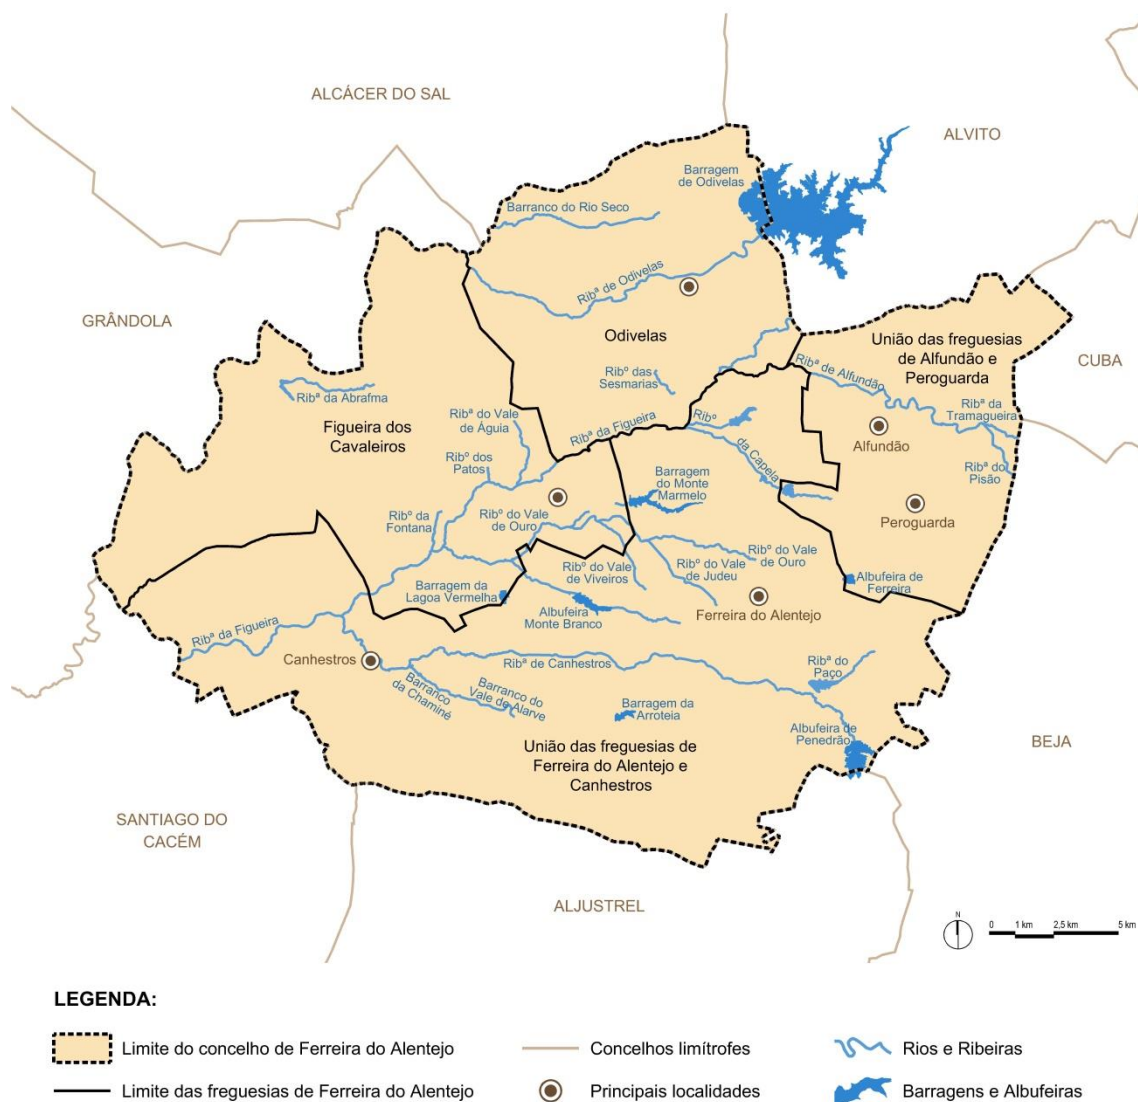 ALCÁCER DO SAL
ALVITO
Barragem
de Odivelas
Barranco do Rio Seco
Ribª de Odivelas
GRÂNDOLA
Odivelas
União das freguesias
de Alfundão e
Peroguarda
CUBA
Ribº das
Sesmarias
Ribª de Alfundão
Ribª da Abrafma
Ribª da
Tramagueira
Figueira dos
Cavaleiros
Ribª do Vale
de Águia
Ribª da Figueira
Ribº
da Capela
Alfundão
Ribº dos
Patos
Barragem
do Monte
Marmelo
Ribª do
Pisão
Peroguarda
Ribº da
Fontana
Ribº do Vale
de Ouro
Ribº do Vale
de Ouro
Ribº do Vale
de Viveiros
Ribº do Vale
de Judeu
Barragem da
Lagoa Vermelha
Albufeira
Monte Branco
Albufeira de
Ferreira
Ferreira do Alentejo
Ribª da Figueira
Canhestros
Ribª de Canhestros
Ribª do
Paço
Barranco
da Chaminé
Barranco do
Vale de Alarve
Barragem da
Arroteia
Albufeira de
Penedrão
BEJA
União das freguesias de
Ferreira do Alentejo e
Canhestros
SANTIAGO DO
CACÉM
ALJUSTREL
N
0 1 km 2,5 km 5 km
LEGENDA:
Limite do concelho de Ferreira do Alentejo
Concelhos limítrofes
Rios e Ribeiras
Limite das freguesias de Ferreira do Alentejo
Principais localidades
Barragens e Albufeiras